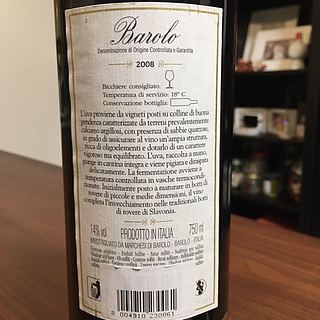 Barolo
Denominazione di Origine Controllata e Garantita
2008
Bicchiere consigliato:
Temperatura di servizio: 18° C
Conservazione bottiglia:
L'uva proviene da vigneti posti su colline di buona
pendenza caratterizzate da terreni prevalentemente
calcareo argillosi, con presenza di sabbie quarzose,
in grado di assicurare al vino un'ampia struttura,
ricca di oligoelementi e dotarlo di un carattere
vigoroso ma equilibrato. L'uva, raccolta a mano,
giunge in cantina integra e viene pigiata e diraspata
delicatamente. La fermentazione avviene a
temperatura controllata in vasche termocondizio-
nate. Inizialmente posto a maturare in botti
di rovere di piccole e medie dimensioni, il vino
completa l'invecchiamento nelle tradizionali botti
di rovere di Slavonia.
14% vol PRODOTTO IN ITALIA 750 ml
IMBOTTIGLIATO DA MARCHESI DI BAROLO - BAROLO - ITALIA
8 004910 230061